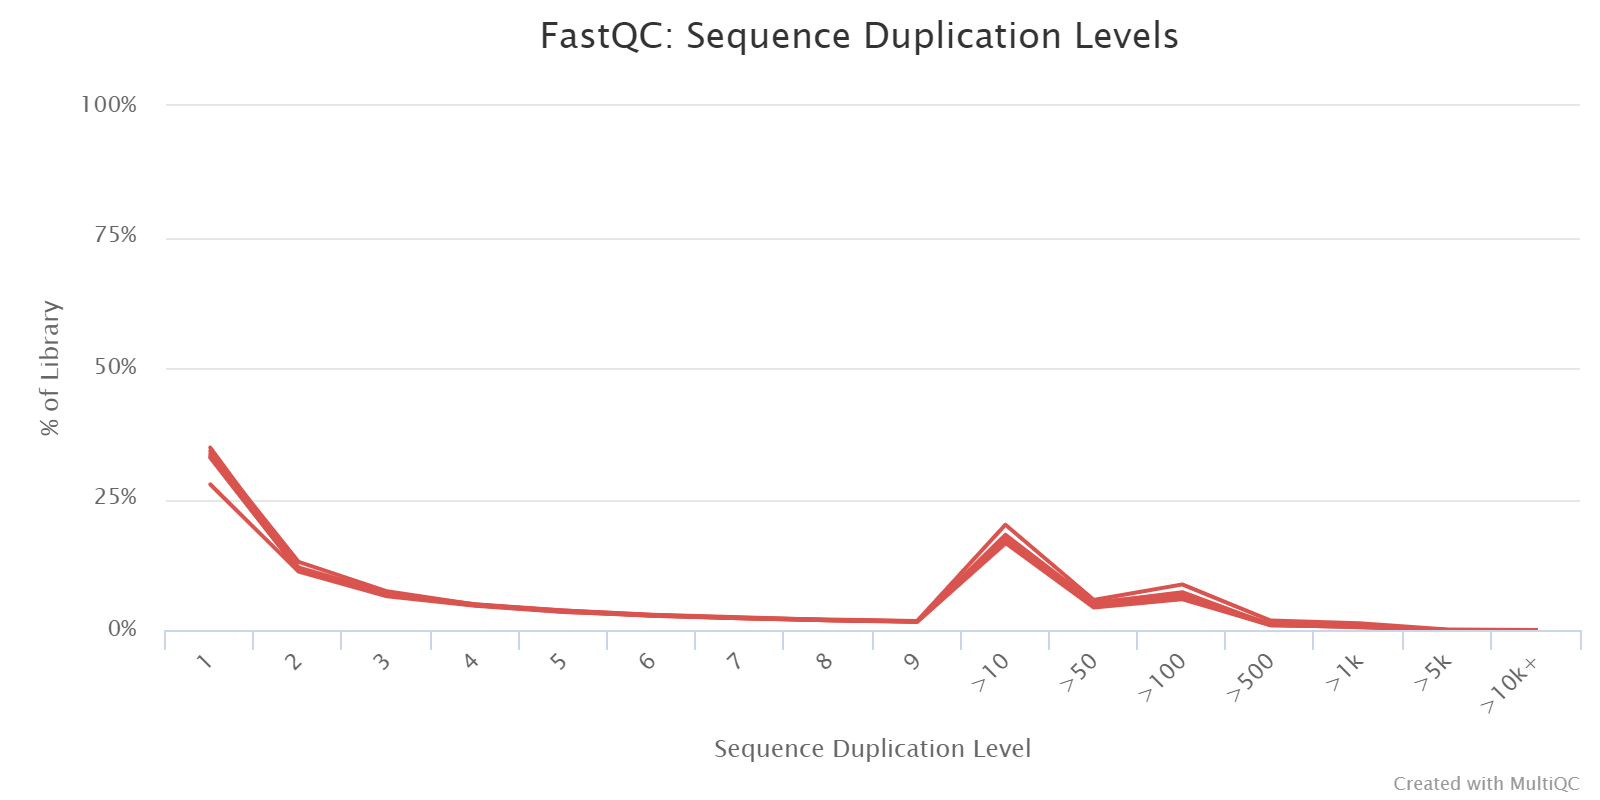 FastQC: Sequence Duplication Levels
100%
75%
50%
25%
0%
% of Library
1
2
3
4
5
6
7
8
9
>10
>50
>100
>500
>1k
>5k
>10k+
Sequence Duplication Level
Created with MultiQC